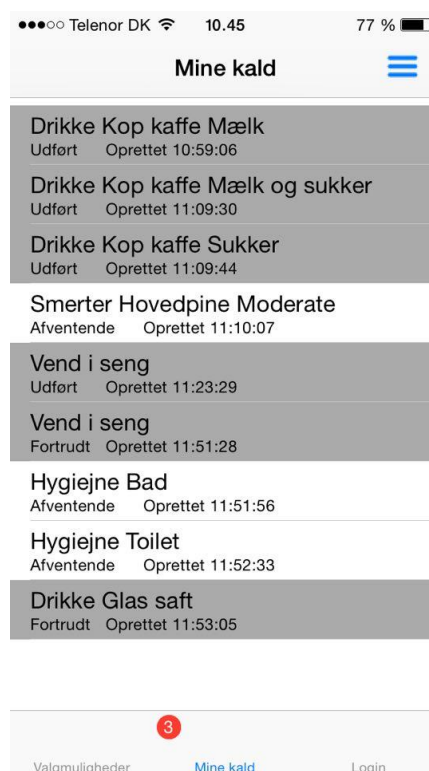 Telenor DK 10.45 77 %
Mine kald
Drikke Kop kaffe Mælk
Udført Oprettet 10:59:06
Drikke Kop kaffe Mælk og sukker
Udført Oprettet 11:09:30
Drikke Kop kaffe Sukker
Udført Oprettet 11:09:44
Smerter Hovedpine Moderate
Afventende Oprettet 11:10:07
Vend i seng
Udført Oprettet 11:23:29
Vend i seng
Fortrudt Oprettet 11:51:28
Hygiejne Bad
Afventende Oprettet 11:51:56
Hygiejne Toilet
Afventende Oprettet 11:52:33
Drikke Glas saft
Fortrudt Oprettet 11:53:05
3
Valgmuligheder Mine kald Login